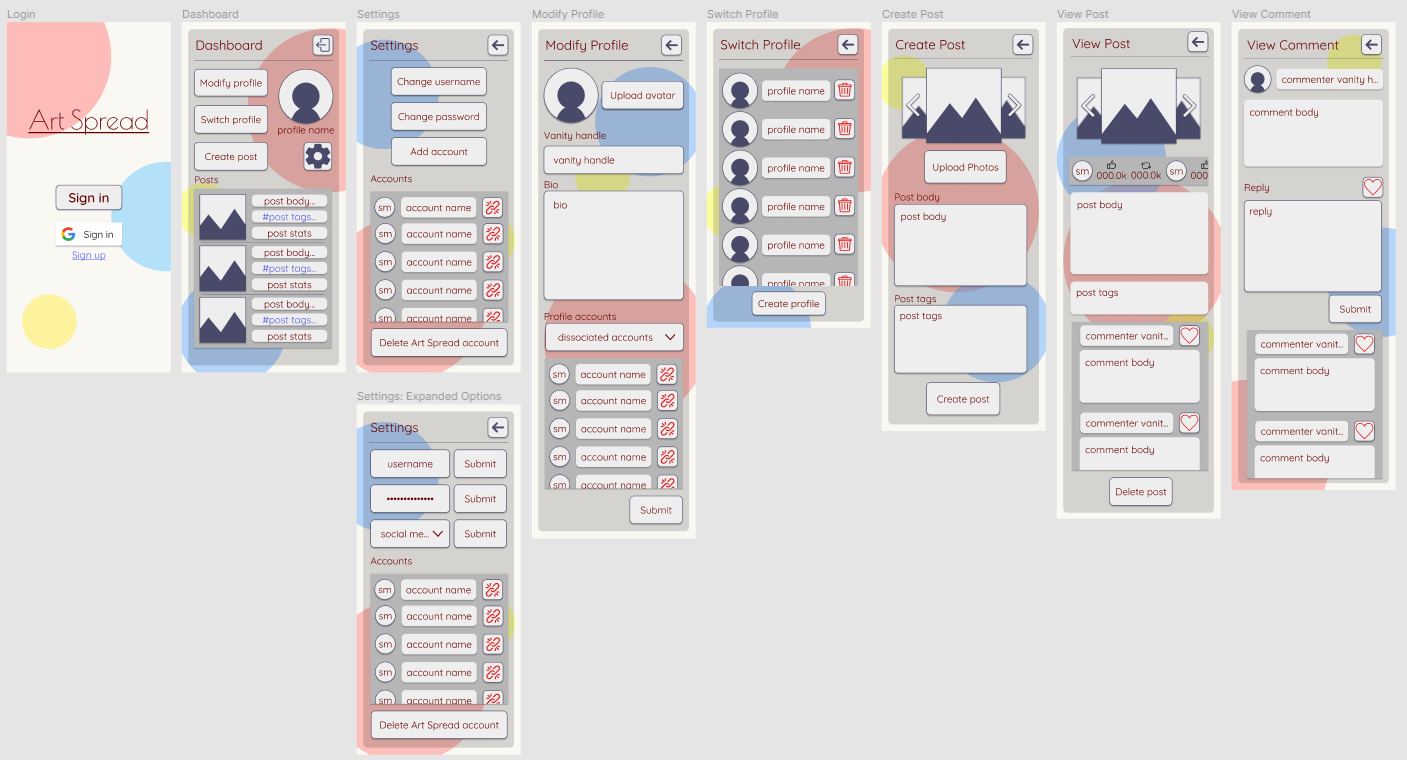 Login
Art Spread
Sign in
Sign in
Sign up
Dashboard
Dashboard
Modify profile
Switch profile
profile name
Create post
Posts
post body...
#post tags...
post stats
post body...
#post tags...
post stats
post body...
#post tags...
post stats
Settings
Settings
Change username
Change password
Add account
Accounts
sm account name
sm account name
sm account name
sm account name
sm account name
Delete Art Spread account
Settings: Expanded Options
Settings
username Submit
•••••••••••••• Submit
social me... Submit
Accounts
sm account name
sm account name
sm account name
sm account name
sm account name
Delete Art Spread account
Modify Profile
Modify Profile
Upload avatar
Vanity handle
vanity handle
Bio
bio
Profile accounts
dissociated accounts
sm account name
sm account name
sm account name
sm account name
sm account name
Submit
Switch Profile
Switch Profile
profile name
profile name
profile name
profile name
profile name
profile name
Create profile
Create Post
Create Post
Upload Photos
Post body
post body
Post tags
post tags
Create post
View Post
View Post
sm 000.0k 000.0k sm 000
post body
post tags
commenter vanit...
comment body
commenter vanit...
comment body
Delete post
View Comment
View Comment
commenter vanity h...
comment body
Reply
reply
Submit
commenter vanit...
comment body
commenter vanit...
comment body